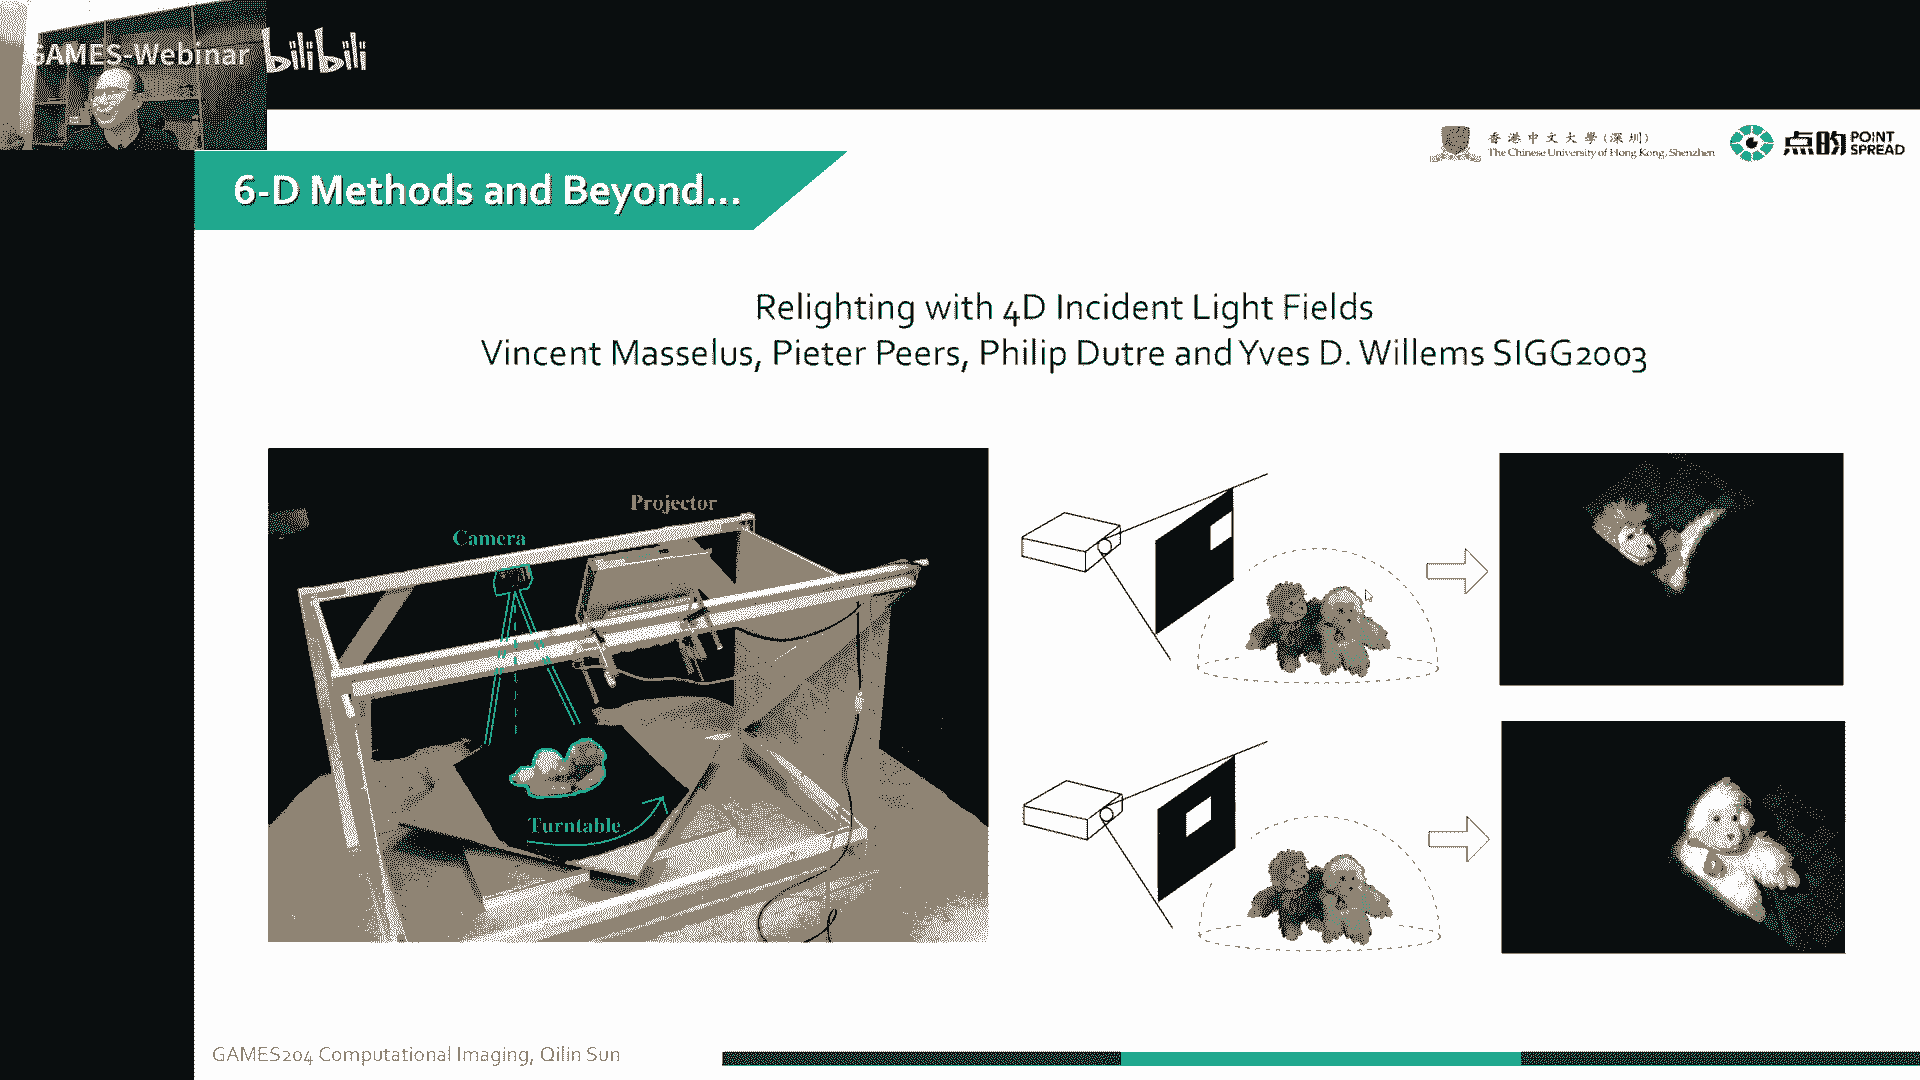 GAMES-Webinar bilibili
香港中文大學(深圳)
The Chinese University of Hong Kong, Shenzhen
点昀 POINT SPREAD
6-D Methods and Beyond...
Relighting with 4D Incident Light Fields
Vincent Masselus, Pieter Peers, Philip Dutre and Yves D. Willems SIGG2003
Projector
Camera
Turntable
GAMES204 Computational Imaging, Qilin Sun